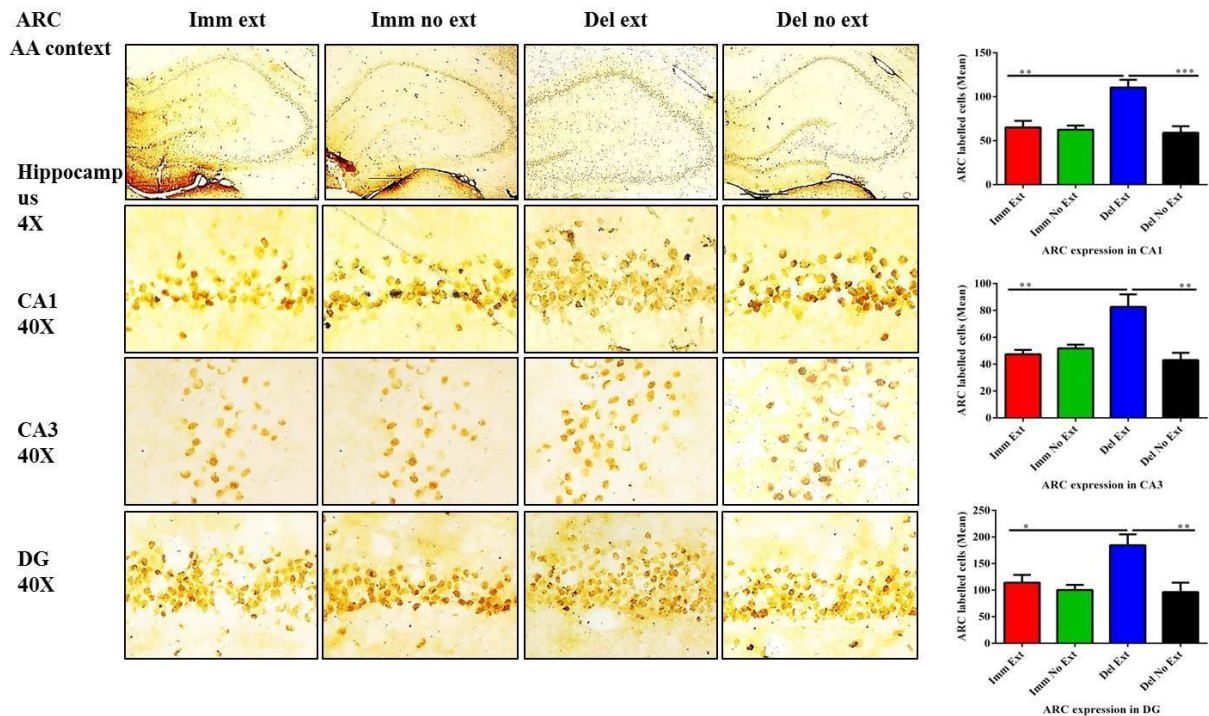 ARC
Imm ext
Imm no ext
Del ext
Del no ext
AA context
Hippocamp
us
4X
CA1
40X
CA3
40X
DG
40X
ARC labelled cells (Mean)
150
100
50
0
**
***
Imm Ext
Imm No Ext
Del Ext
Del No Ext
ARC expression in CA1
ARC labelled cells (Mean)
100
80
60
40
20
0
**
**
Imm Ext
Imm No Ext
Del Ext
Del No Ext
ARC expression in CA3
ARC labelled cells (Mean)
250
200
150
100
50
0
*
**
Imm Ext
Imm No Ext
Del Ext
Del No Ext
ARC expression in DG